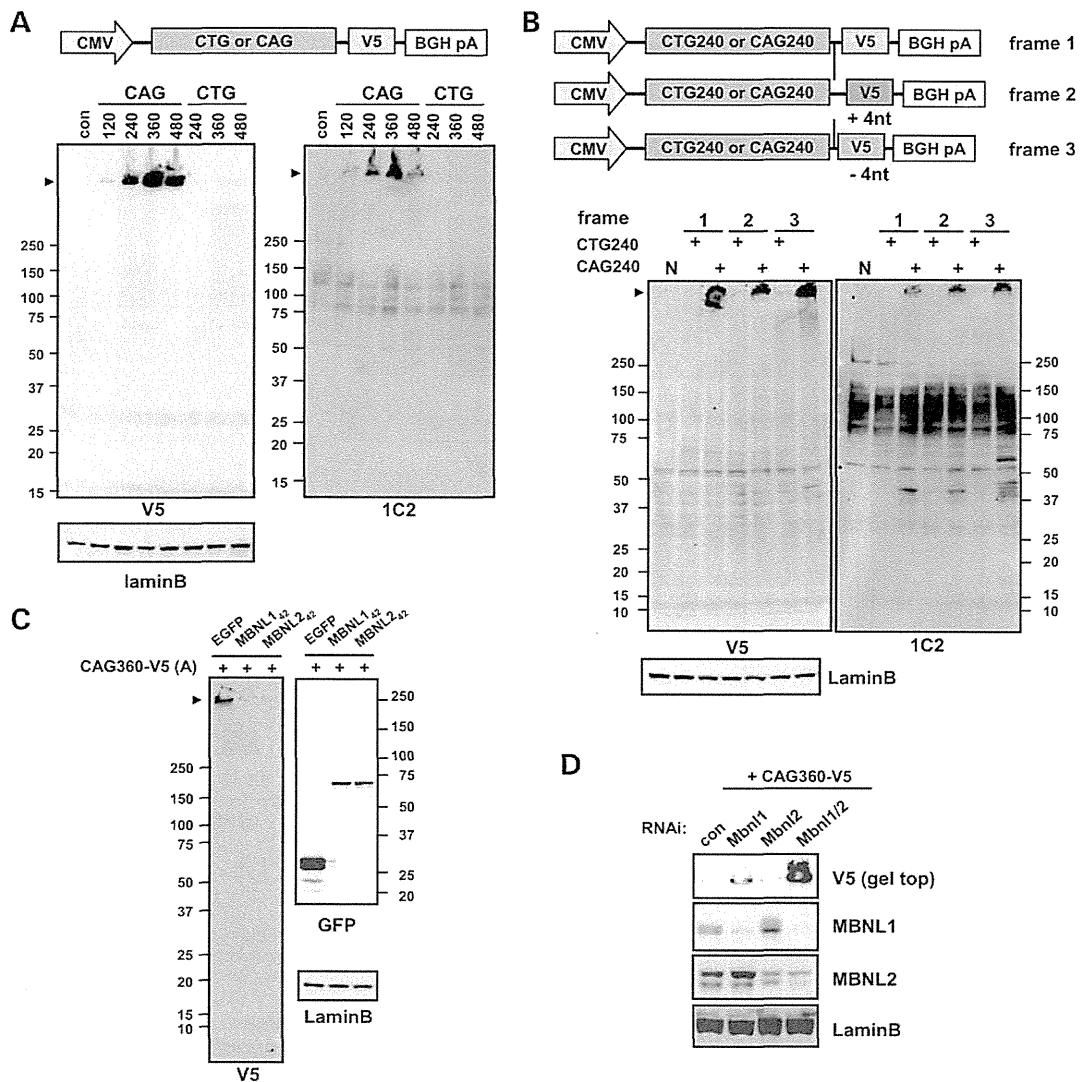 A
CMV CTG or CAG V5 BGH pA
CAG CTG
con 120 240 360 480 240 360 480
250
150
100
75
50
37
25
20
15
V5
laminB
CAG CTG
con 120 240 360 480 240 360 480
250
150
100
75
50
37
25
20
15
1C2
B
CMV CTG240 or CAG240 V5 BGH pA frame 1
CMV CTG240 or CAG240 V5 BGH pA frame 2
+ 4nt
CMV CTG240 or CAG240 V5 BGH pA frame 3
- 4nt
frame 1 2 3 1 2 3
CTG240 + + + + + +
CAG240 N + + + N + + +
250
150
100
75
50
37
25
20
15
10
V5
250
150
100
75
50
37
25
20
15
10
1C2
LaminB
C
EGFP MBNL1₄₂ MBNL2₄₂ EGFP MBNL1₄₂ MBNL2₄₂
CAG360-V5 (A) + + + + + +
250
150
100
75
50
37
25
20
15
10
V5
250
150
100
75
50
37
25
20
GFP
LaminB
D
+ CAG360-V5
RNAi: con Mbnl1 Mbnl2 Mbnl1/2
V5 (gel top)
MBNL1
MBNL2
LaminB